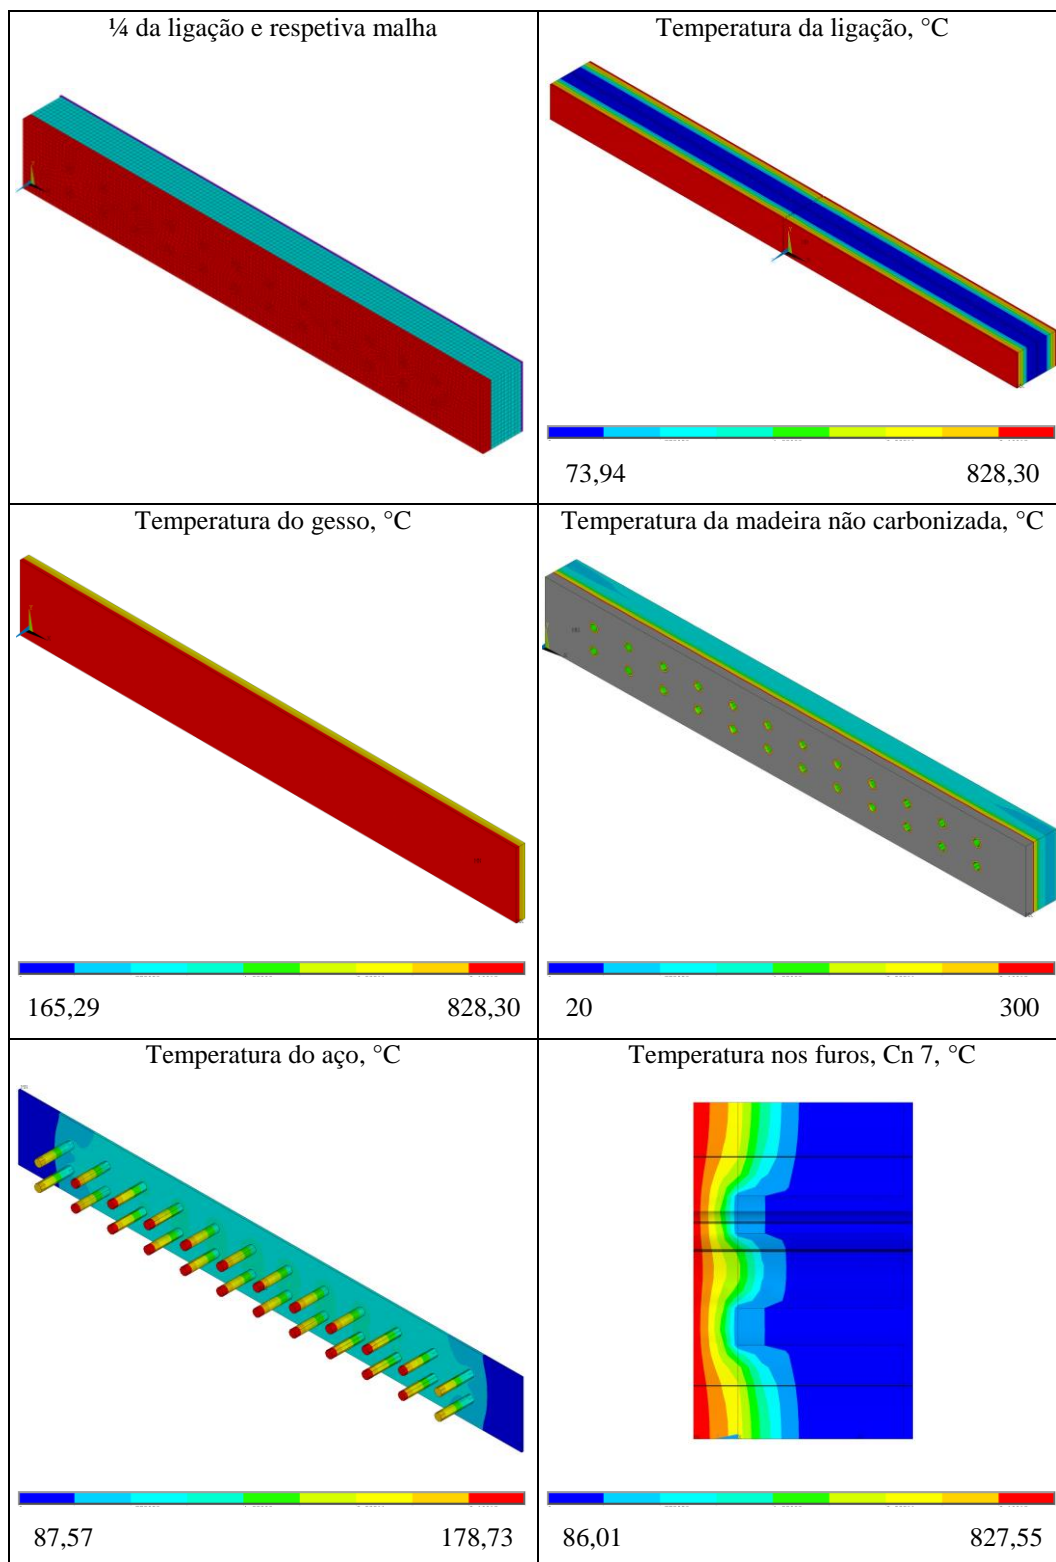 ¼ da ligação e respetiva malha
Temperatura da ligação, °C
73,94 828,30
Temperatura do gesso, °C
Temperatura da madeira não carbonizada, °C
165,29 828,30
20 300
Temperatura do aço, °C
Temperatura nos furos, Cn 7, °C
87,57 178,73
86,01 827,55